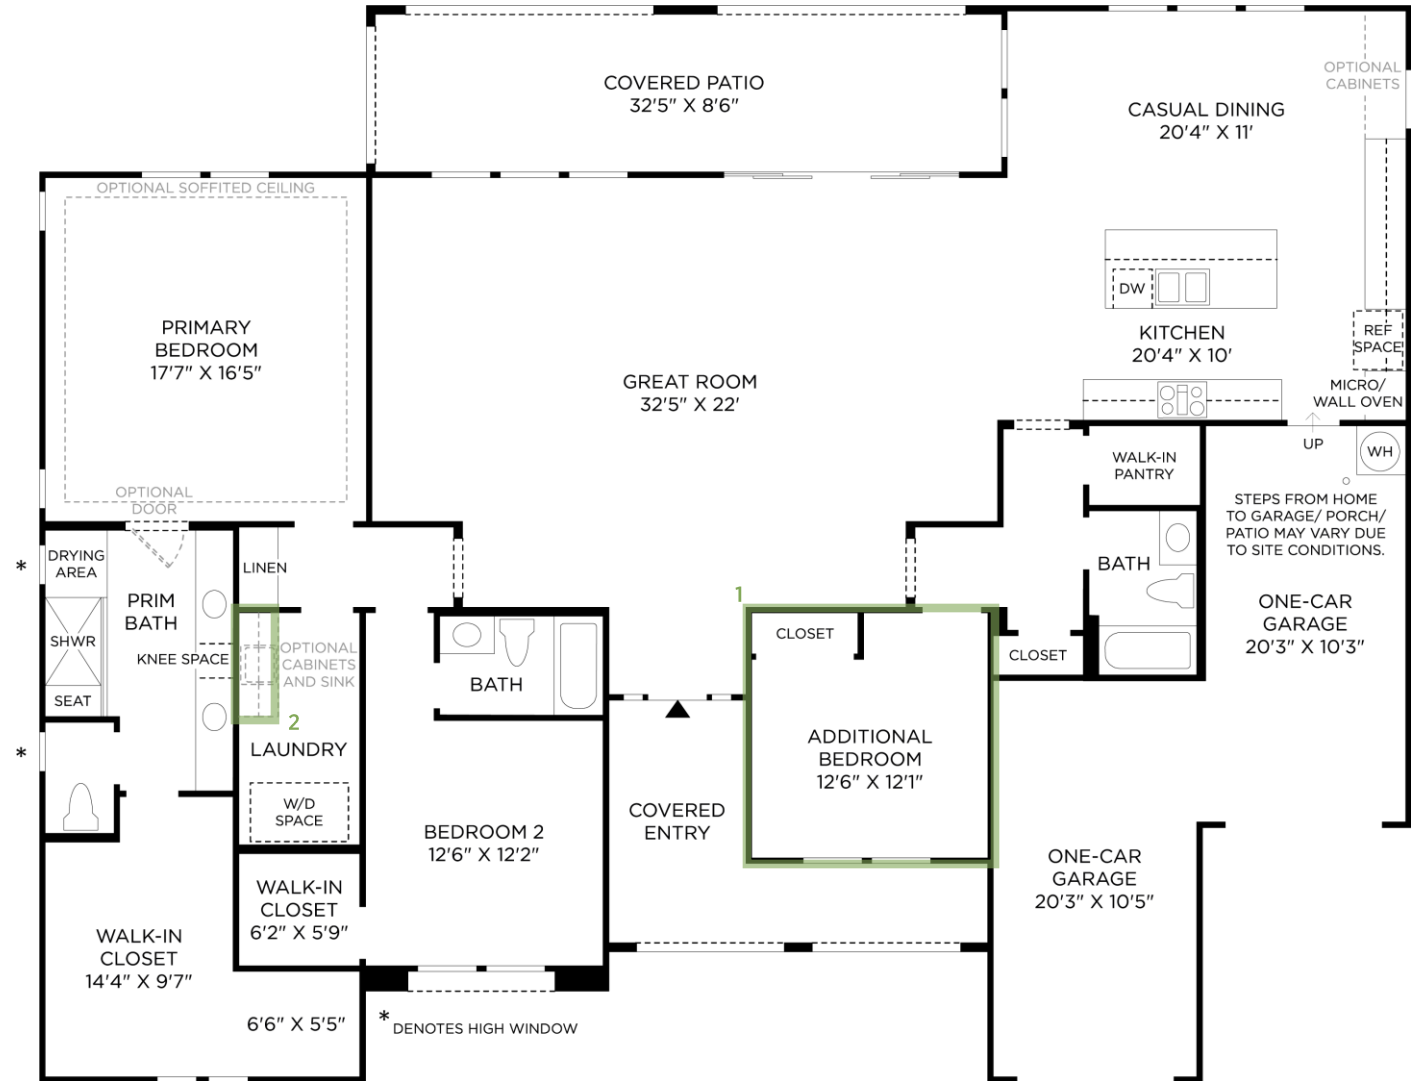 COVERED PATIO
32'5" X 8'6"
OPTIONAL
CABINETS
CASUAL DINING
20'4" X 11'
OPTIONAL SOFFITED CEILING
PRIMARY
BEDROOM
17'7" X 16'5"
GREAT ROOM
32'5" X 22'
DW
KITCHEN
20'4" X 10'
REF
SPACE
MICRO/
WALL OVEN
UP
WH
WALK-IN
PANTRY
STEPS FROM HOME
TO GARAGE/ PORCH/
PATIO MAY VARY DUE
TO SITE CONDITIONS.
OPTIONAL
DOOR
*
DRYING
AREA
LINEN
BATH
PRIM
BATH
1
ONE-CAR
GARAGE
20'3" X 10'3"
SHWR
KNEE SPACE
OPTIONAL
CABINETS
AND SINK
CLOSET
CLOSET
SEAT
BATH
2
*
LAUNDRY
ADDITIONAL
BEDROOM
12'6" X 12'1"
W/D
SPACE
COVERED
ENTRY
BEDROOM 2
12'6" X 12'2"
ONE-CAR
GARAGE
20'3" X 10'5"
WALK-IN
CLOSET
6'2" X 5'9"
WALK-IN
CLOSET
14'4" X 9'7"
6'6" X 5'5"
* DENOTES HIGH WINDOW